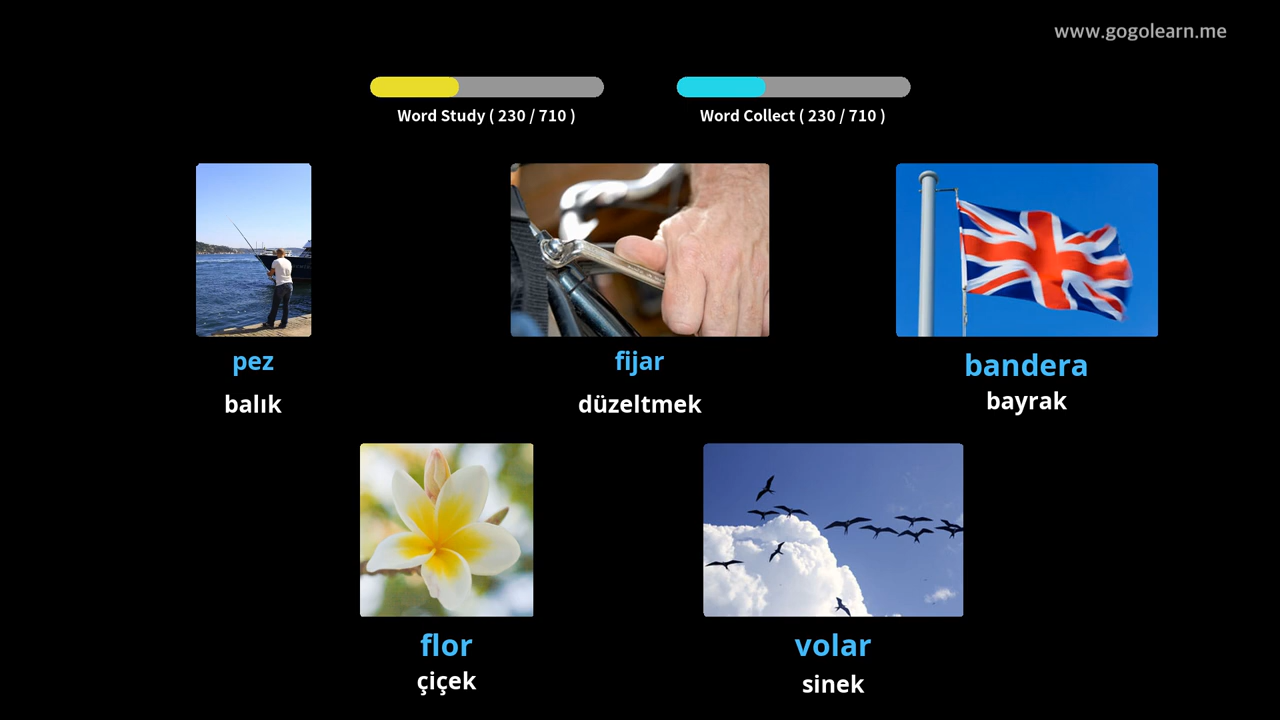 www.gogolearn.me
Word Study ( 230 / 710 )
Word Collect ( 230 / 710 )
pez
balık
fijar
düzeltmek
bandera
bayrak
flor
çiçek
volar
sinek